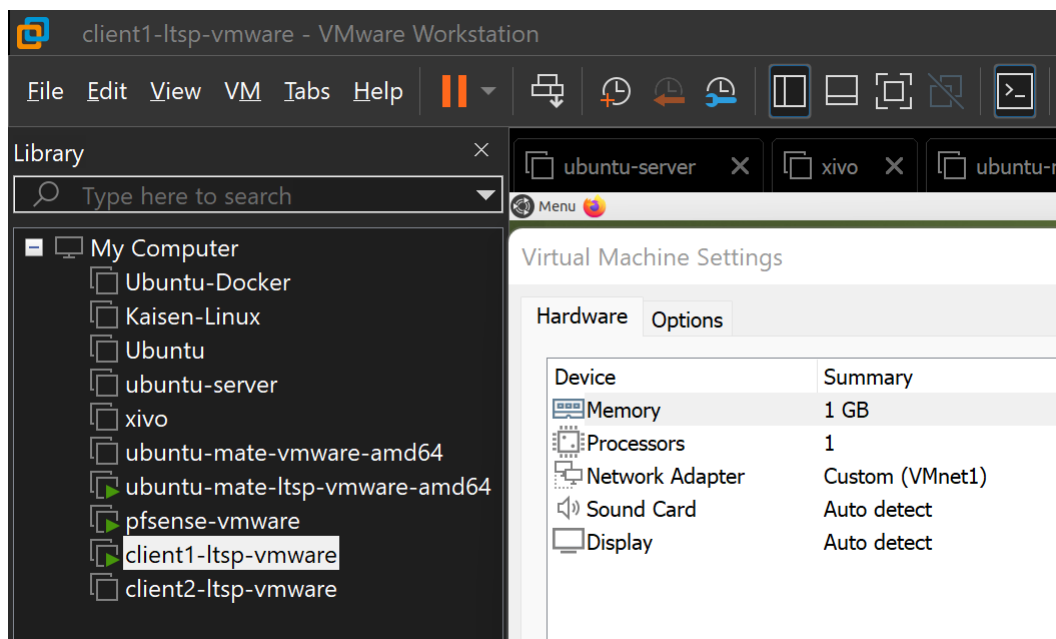 client1-ltsp-vmware - VMware Workstation
File Edit View VM Tabs Help
Library
Type here to search
My Computer
Ubuntu-Docker
Kaisen-Linux
Ubuntu
ubuntu-server
xivo
ubuntu-mate-vmware-amd64
ubuntu-mate-ltsp-vmware-amd64
pfsense-vmware
client1-ltsp-vmware
client2-ltsp-vmware
ubuntu-server xivo ubuntu-
Menu
Virtual Machine Settings
Hardware Options
Device Summary
Memory 1 GB
Processors 1
Network Adapter Custom (VMnet1)
Sound Card Auto detect
Display Auto detect